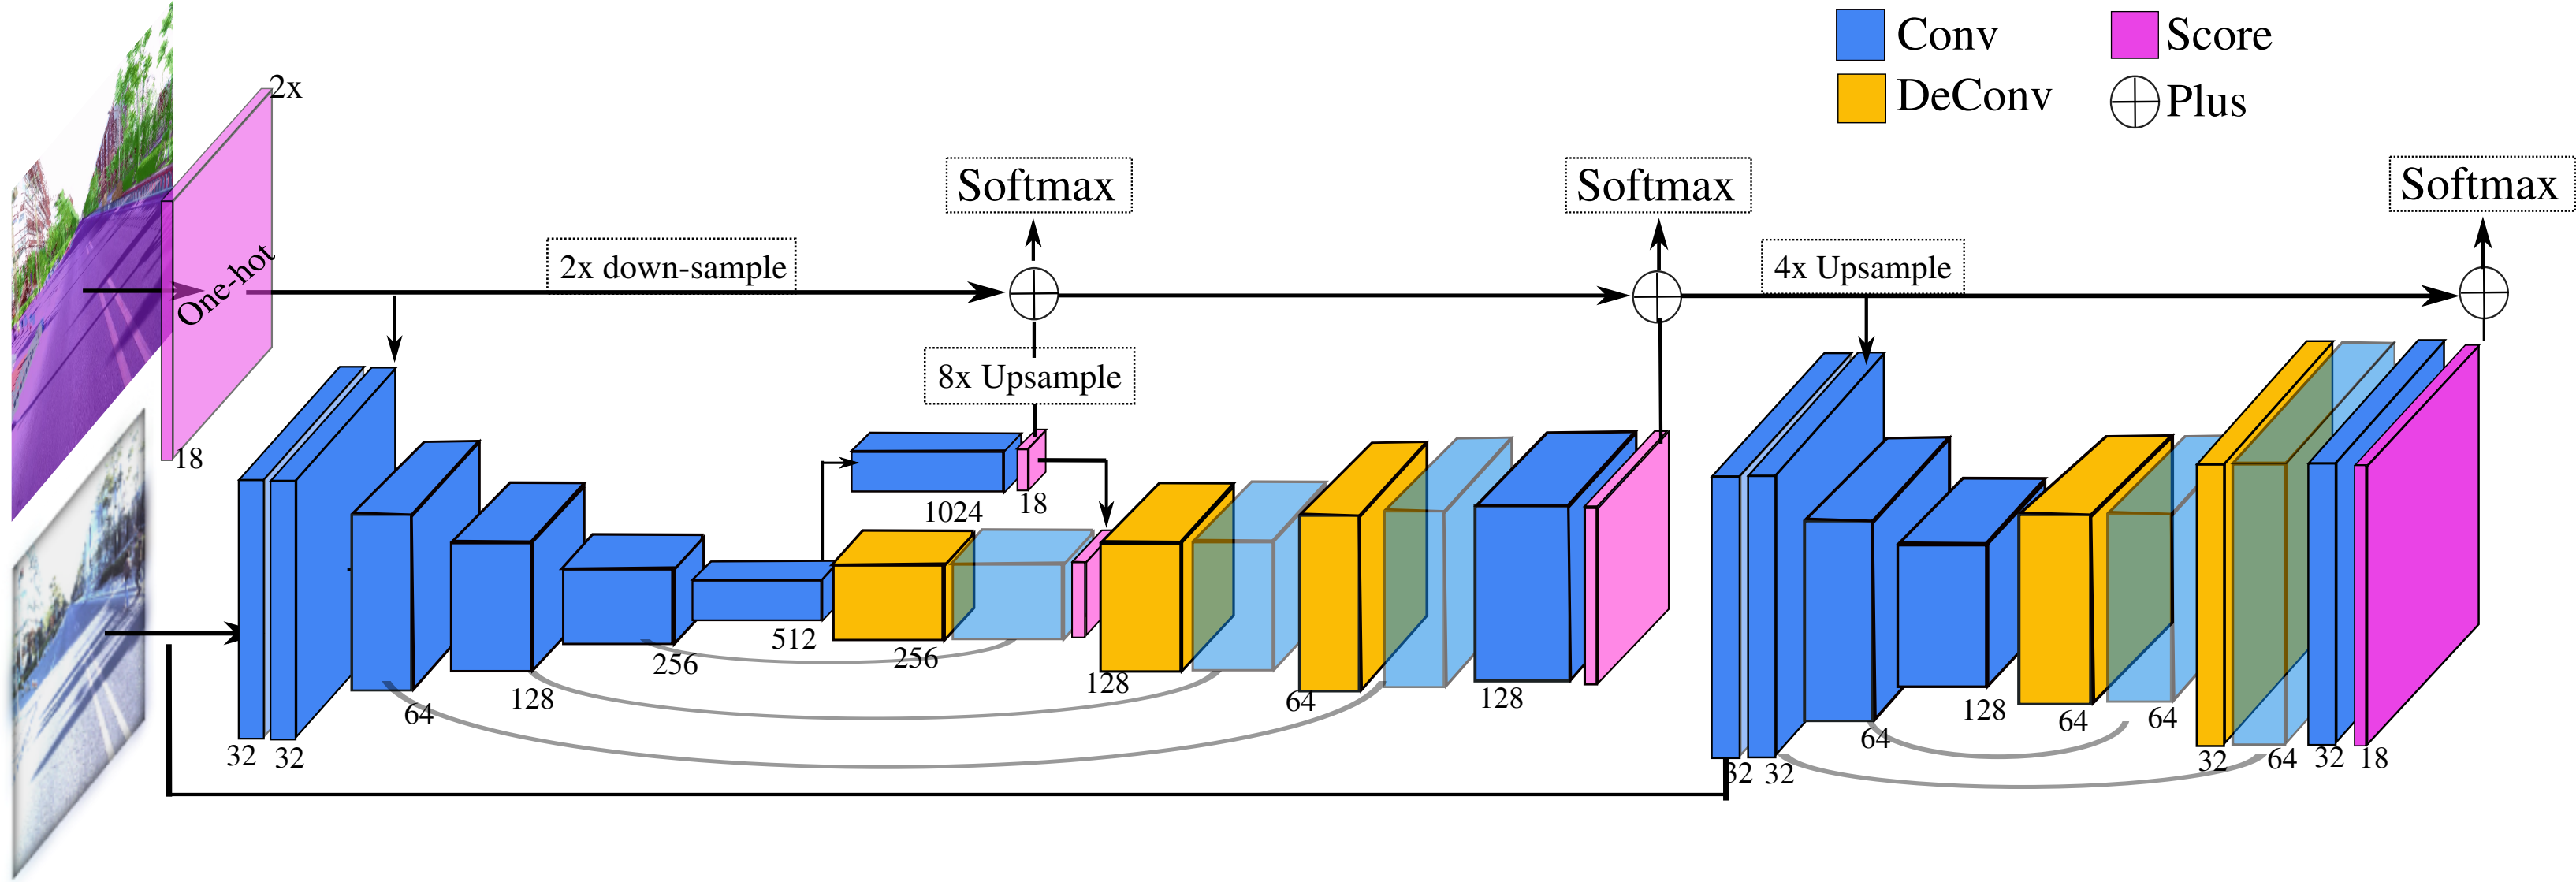 Conv
Score
DeConv
Plus
2x
One-hot
18
2x down-sample
Softmax
Softmax
4x Upsample
Softmax
8x Upsample
1024
18
32
32
64
128
256
512
256
128
64
128
32
32
64
128
64
64
32
64
32
18